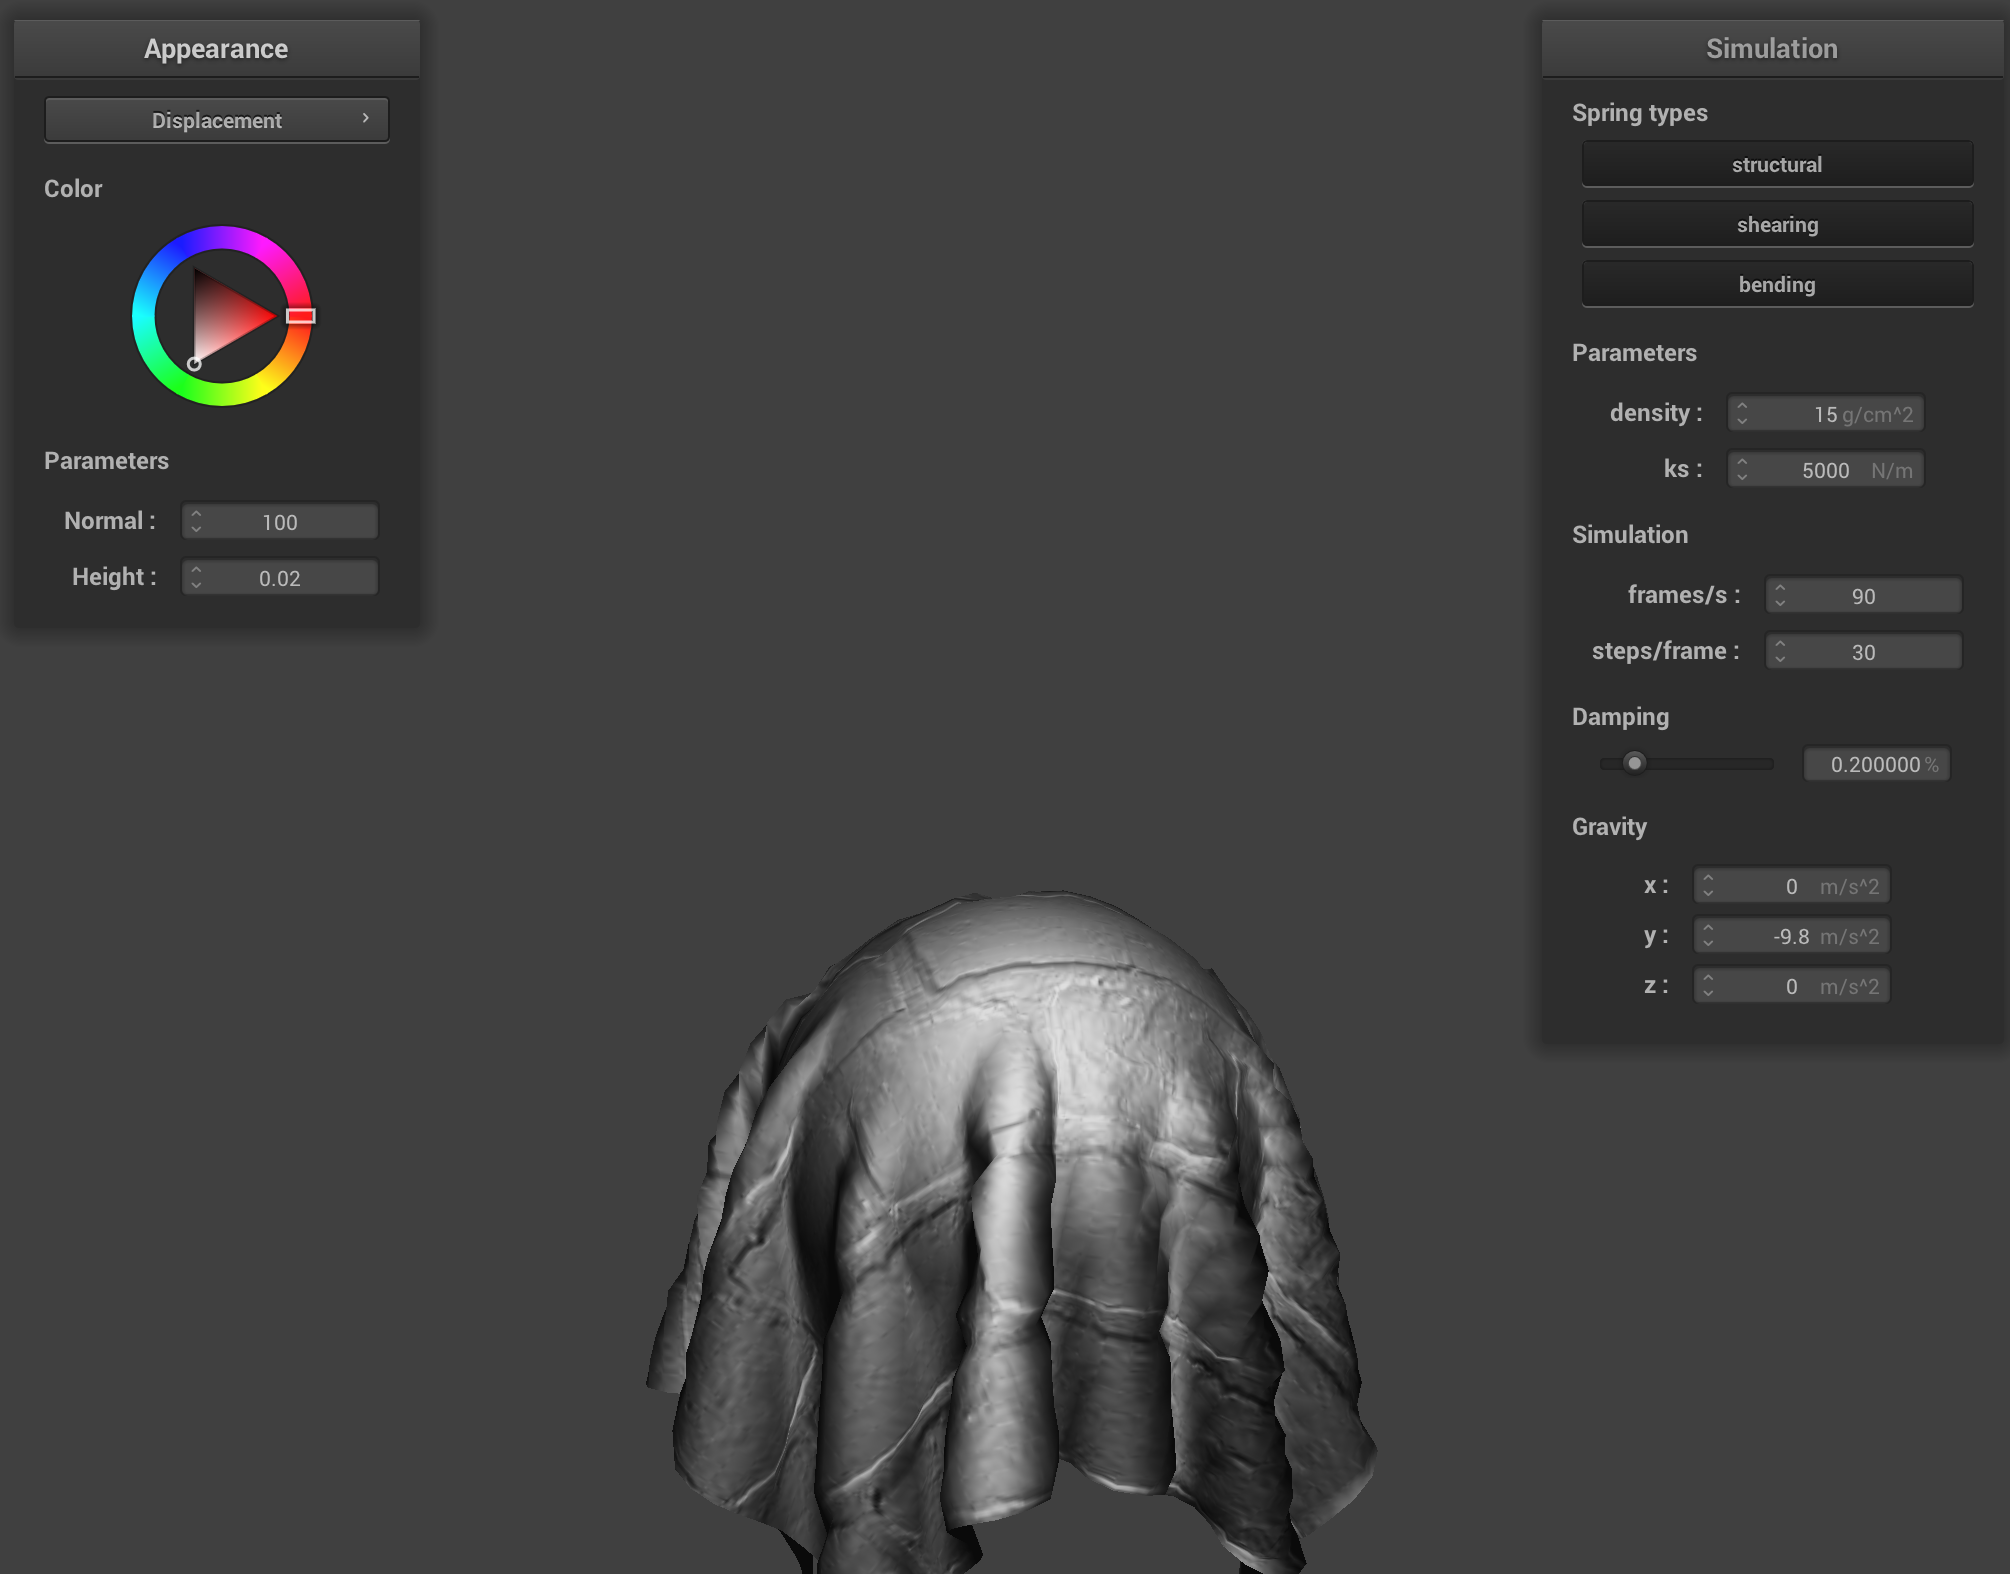 Appearance
Displacement
Color
Parameters
Normal : 100
Height : 0.02
Simulation
Spring types
structural
shearing
bending
Parameters
density : 15 g/cm^2
ks : 5000 N/m
Simulation
frames/s : 90
steps/frame : 30
Damping
0.200000 %
Gravity
x : 0 m/s^2
y : -9.8 m/s^2
z : 0 m/s^2